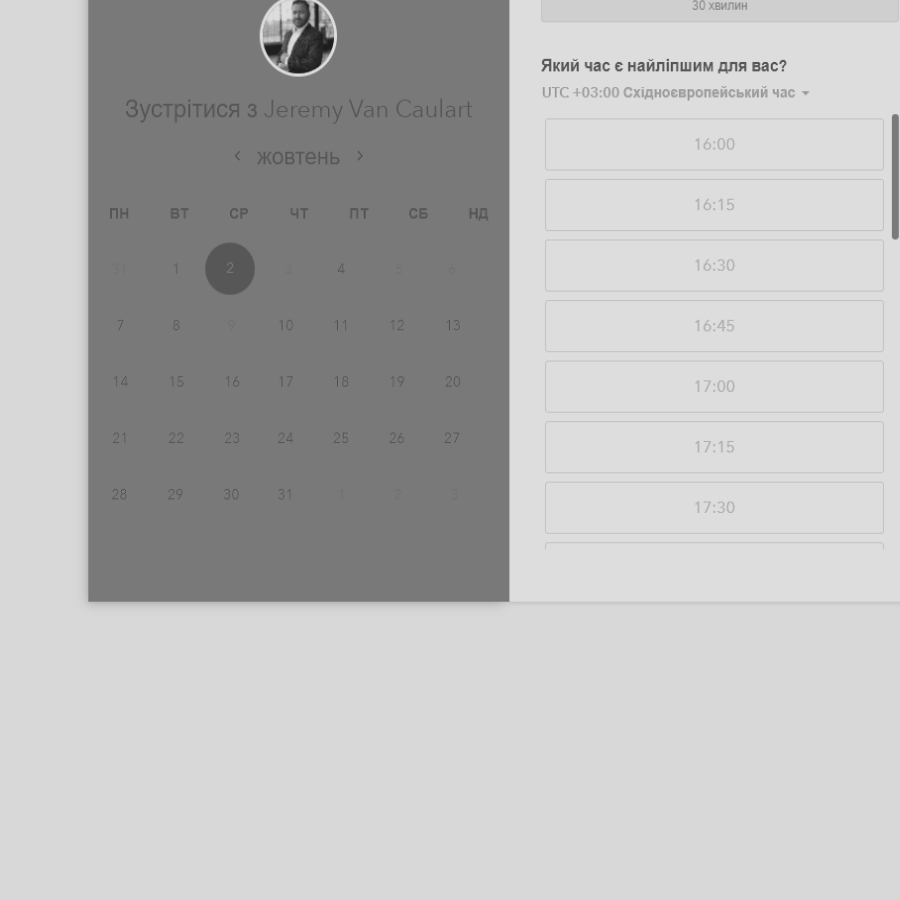 Зустрітися з Jeremy Van Caulart
жовтень
ПН ВТ СР ЧТ ПТ СБ НД
31 1 2 3 4 5 6
7 8 9 10 11 12 13
14 15 16 17 18 19 20
21 22 23 24 25 26 27
28 29 30 31 1 2 3
30 хвилин
Який час є найліпшим для вас?
UTC +03:00 Східноєвропейський час
16:00
16:15
16:30
16:45
17:00
17:15
17:30